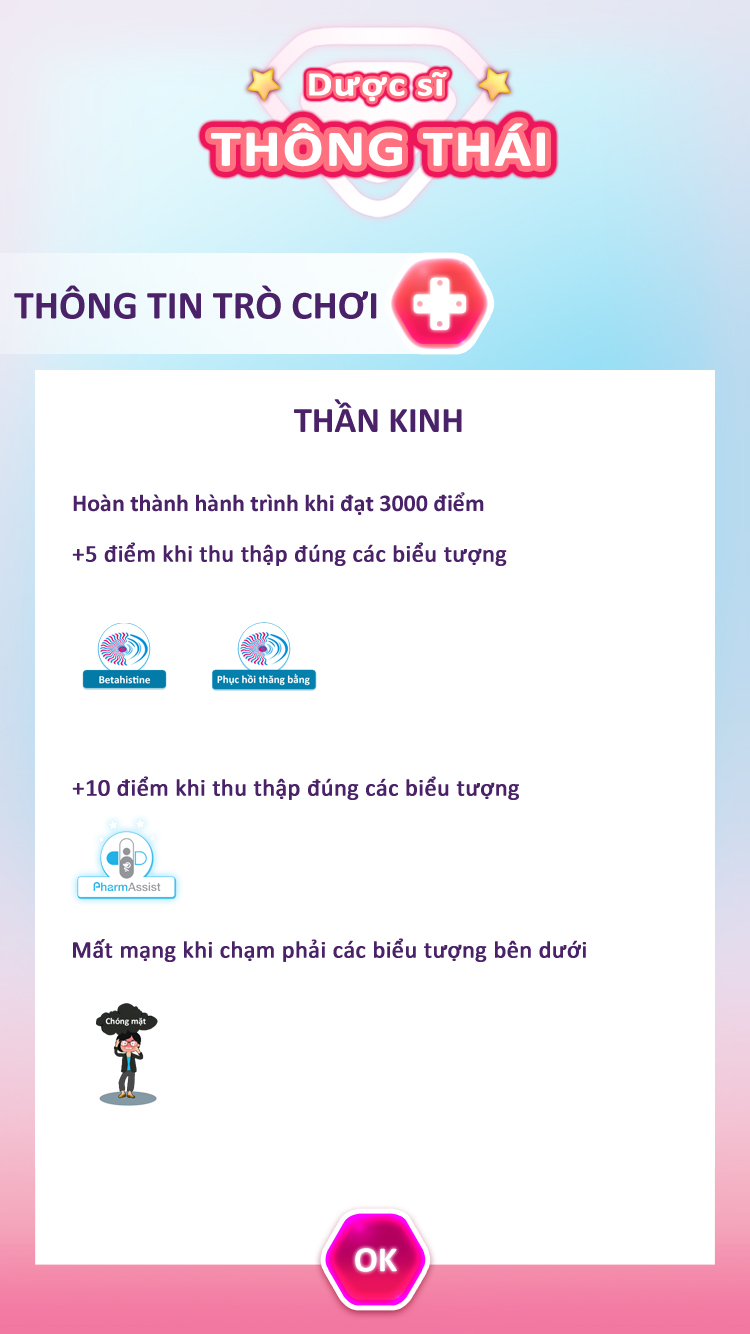 Dược sĩ
THÔNG THÁI
THÔNG TIN TRÒ CHƠI
THẦN KINH
Hoàn thành hành trình khi đạt 3000 điểm
+5 điểm khi thu thập đúng các biểu tượng
Betahistine
Phục hồi thăng bằng
+10 điểm khi thu thập đúng các biểu tượng
PharmAssist
Mất mạng khi chạm phải các biểu tượng bên dưới
Chóng mặt
OK